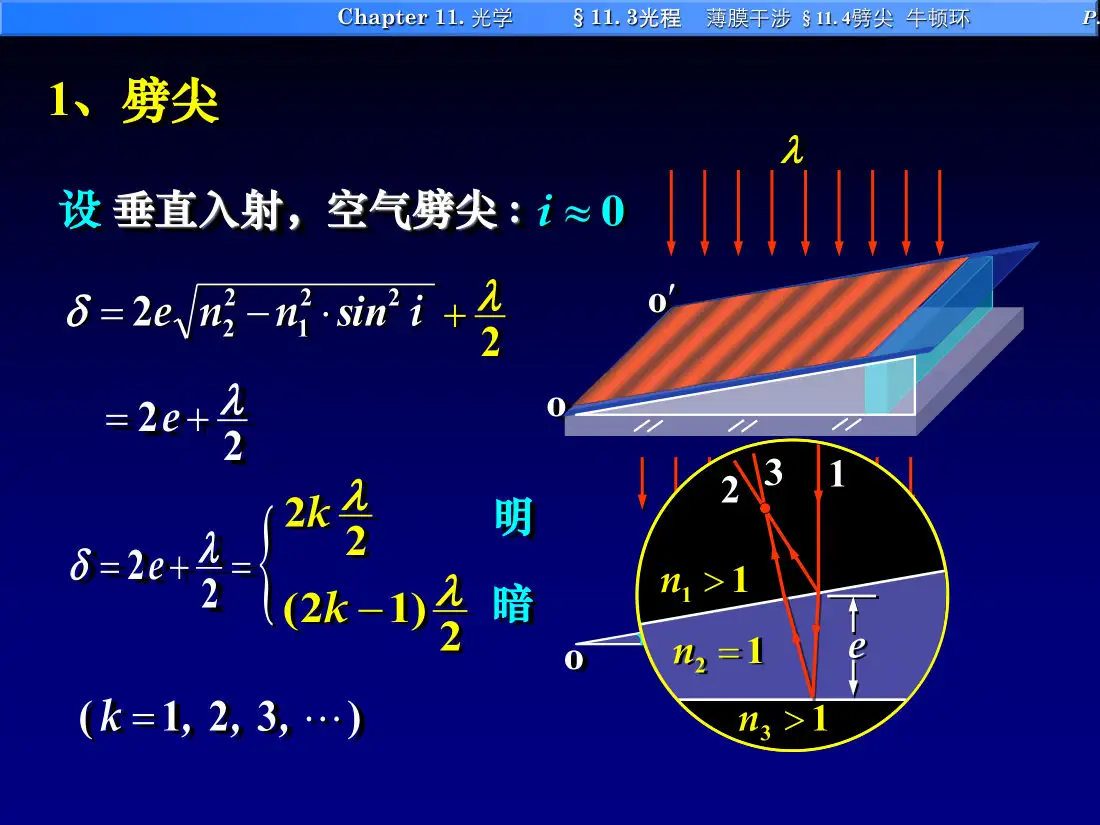 Chapter 11. 光学 §11. 3光程 薄膜干涉 §11. 4劈尖 牛顿环 P.
1、劈尖
设 垂直入射，空气劈尖：i ≈ 0
λ
δ = 2e√(n₂² − n₁² · sin² i) + λ/2
= 2e + λ/2
δ = 2e + λ/2 = { 2k λ/2 明
(2k − 1) λ/2 暗
(k = 1, 2, 3, ⋯)
o′
o
2 3 1
n₁ > 1
n₂ = 1
e
o
n₃ > 1